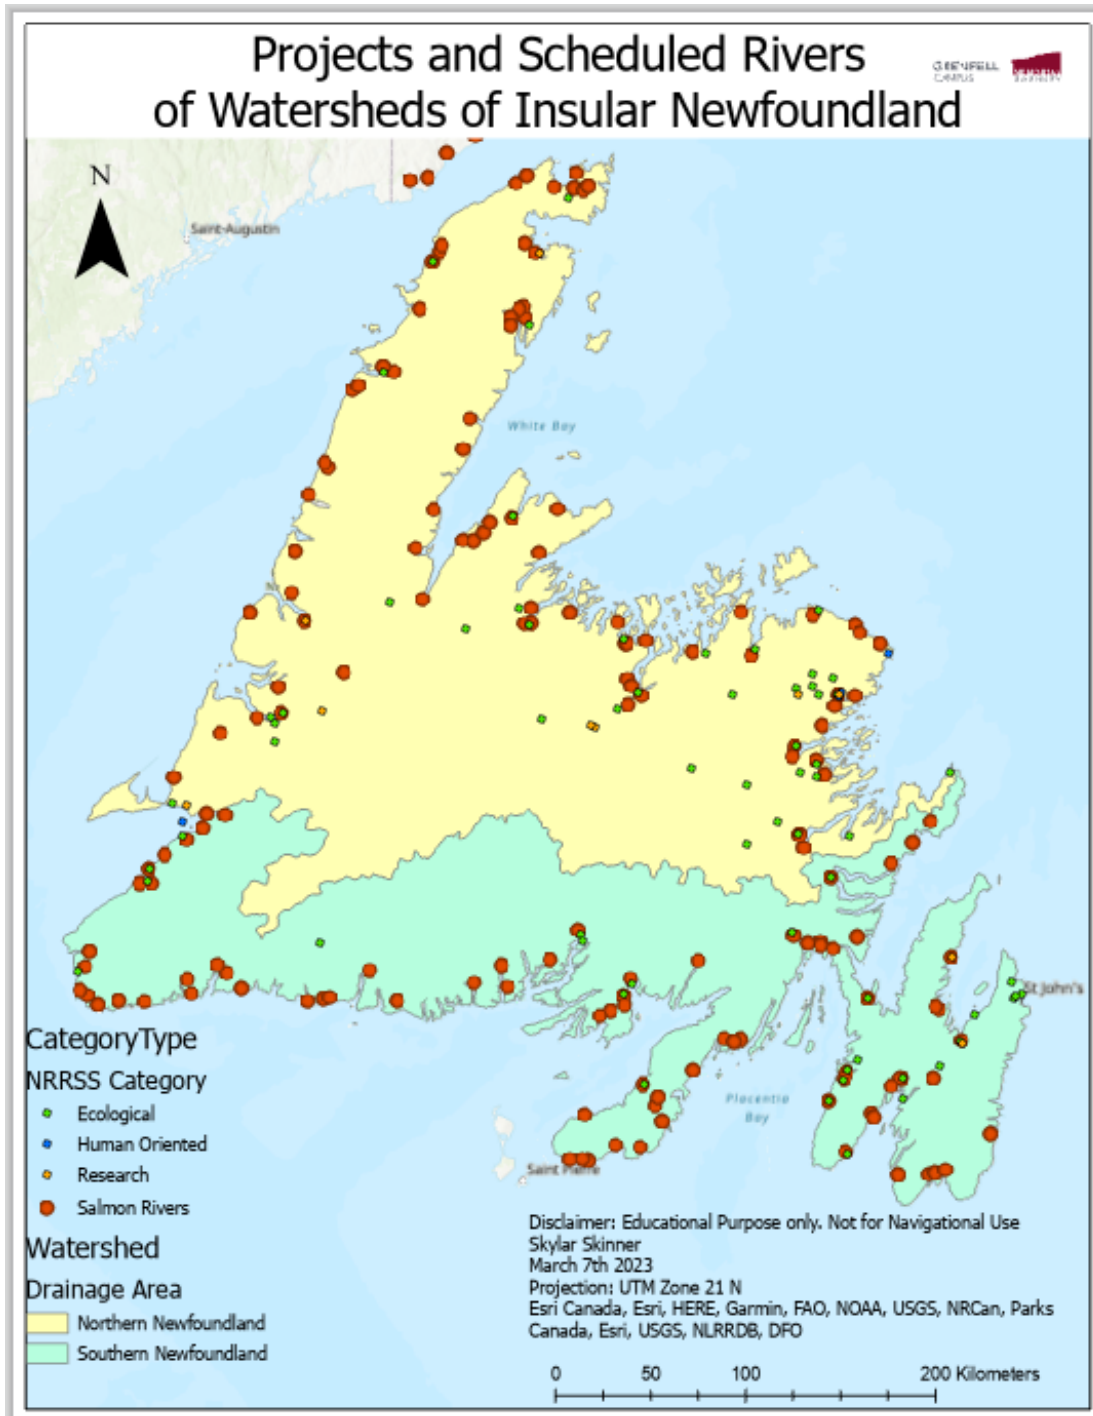 Projects and Scheduled Rivers
of Watersheds of Insular Newfoundland
GRENFELL
CAMPUS
N
Saint-Augustin
White Bay
St John's
Placentia
Bay
Saint Pierre
CategoryType
NRRSS Category
Ecological
Human Oriented
Research
Salmon Rivers
Watershed
Drainage Area
Northern Newfoundland
Southern Newfoundland
Disclaimer: Educational Purpose only. Not for Navigational Use
Skylar Skinner
March 7th 2023
Projection: UTM Zone 21 N
Esri Canada, Esri, HERE, Garmin, FAO, NOAA, USGS, NRCan, Parks
Canada, Esri, USGS, NLRRDB, DFO
0 50 100 200 Kilometers